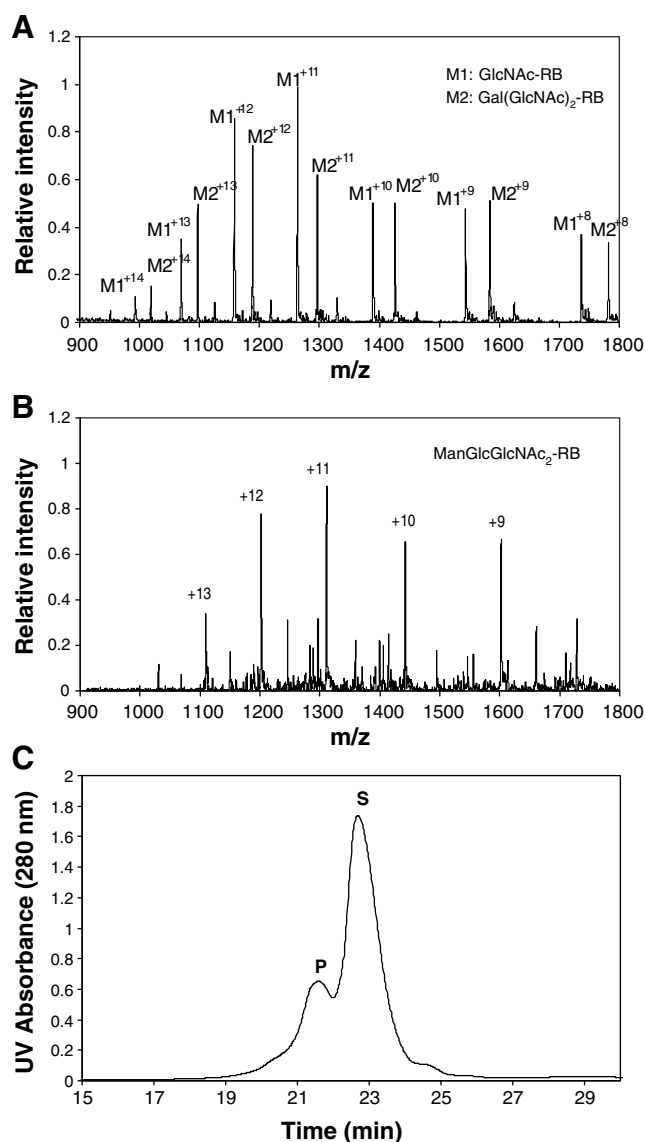 A
1.2
1
0.8
0.6
0.4
0.2
0
Relative intensity
M1: GlcNAc-RB
M2: Gal(GlcNAc)₂-RB
M1⁺¹⁴
M2⁺¹⁴
M1⁺¹³
M2⁺¹³
M1⁺¹²
M2⁺¹²
M1⁺¹¹
M2⁺¹¹
M1⁺¹⁰
M2⁺¹⁰
M1⁺⁹
M2⁺⁹
M1⁺⁸
M2⁺⁸
900 1000 1100 1200 1300 1400 1500 1600 1700 1800
m/z
B
1.2
1
0.8
0.6
0.4
0.2
0
Relative intensity
ManGlcGlcNAc₂-RB
+13
+12
+11
+10
+9
900 1000 1100 1200 1300 1400 1500 1600 1700 1800
m/z
C
2
1.8
1.6
1.4
1.2
1
0.8
0.6
0.4
0.2
0
UV Absorbance (280 nm)
P
S
15 17 19 21 23 25 27 29
Time (min)